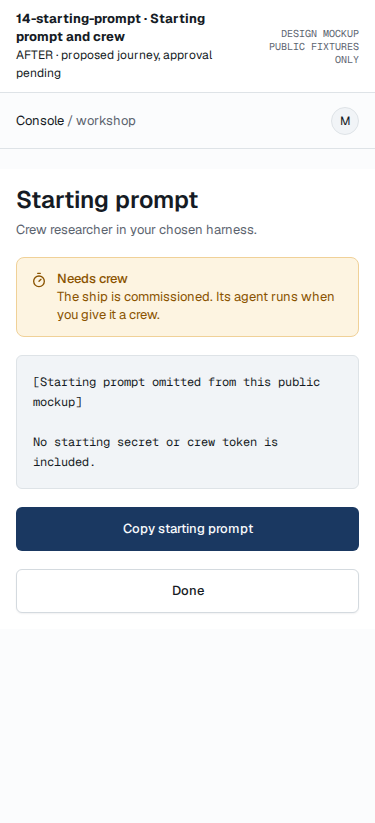 14-starting-prompt · Starting
prompt and crew
AFTER · proposed journey, approval
pending
DESIGN MOCKUP
PUBLIC FIXTURES
ONLY
Console / workshop
M
Starting prompt
Crew researcher in your chosen harness.
Needs crew
The ship is commissioned. Its agent runs when
you give it a crew.
[Starting prompt omitted from this public
mockup]
No starting secret or crew token is
included.
Copy starting prompt
Done